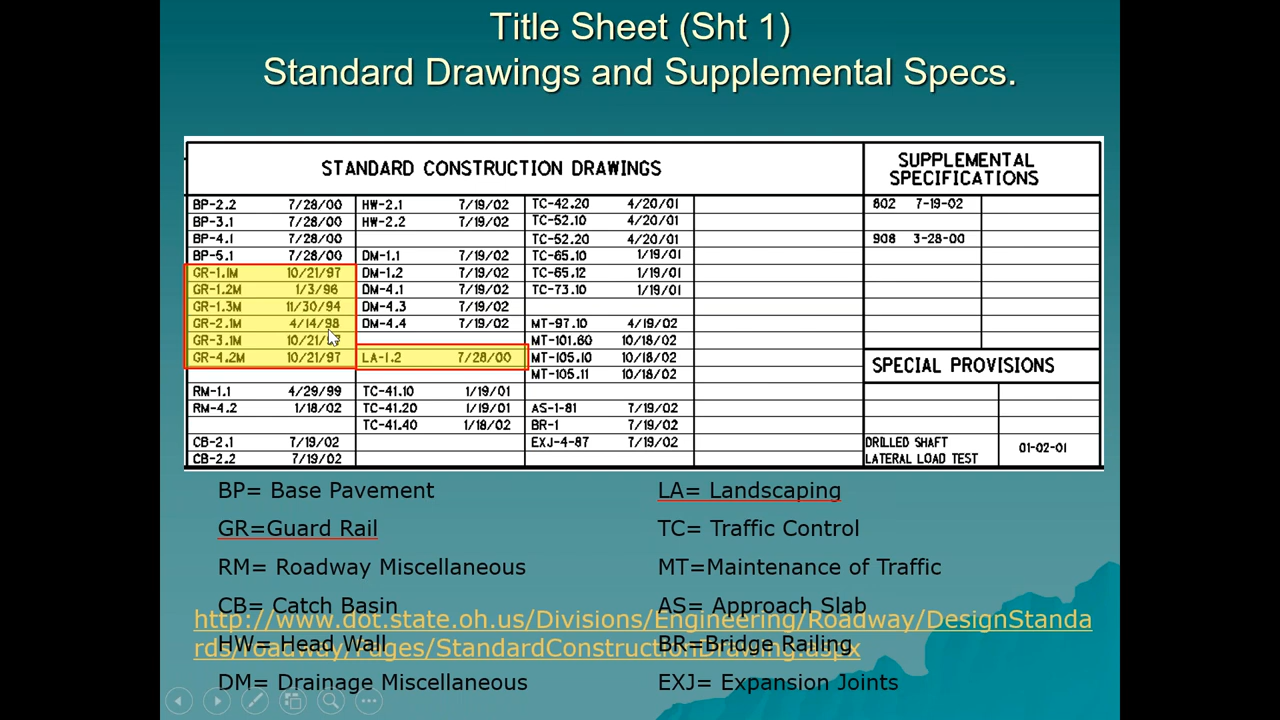 Title Sheet (Sht 1)
Standard Drawings and Supplemental Specs.
STANDARD CONSTRUCTION DRAWINGS
SUPPLEMENTAL
SPECIFICATIONS
BP-2.2 7/28/00 HW-2.1 7/19/02 TC-42.20 4/20/01 802 7-19-02
BP-3.1 7/28/00 HW-2.2 7/19/02 TC-52.10 4/20/01
BP-4.1 7/28/00 TC-52.20 4/20/01 908 3-28-00
BP-5.1 7/28/00 DM-1.1 7/19/02 TC-65.10 1/19/01
GR-1.1M 10/21/97 DM-1.2 7/19/02 TC-65.12 1/19/01
GR-1.2M 1/3/96 DM-4.1 7/19/02 TC-73.10 1/19/01
GR-1.3M 11/30/94 DM-4.3 7/19/02
GR-2.1M 4/14/98 DM-4.4 7/19/02 MT-97.10 4/19/02
GR-3.1M MT-101.60 10/18/02
GR-4.2M 10/21/97 LA-1.2 7/28/00 MT-105.10 10/18/02 SPECIAL PROVISIONS
MT-105.11 10/18/02
RM-1.1 4/29/99 TC-41.10 1/19/01
RM-4.2 1/18/02 TC-41.20 1/19/01 AS-1-81 7/19/02
TC-41.40 1/18/02 BR-1 7/19/02
CB-2.1 7/19/02 EXJ-4-87 7/19/02 DRILLED SHAFT 01-02-01
CB-2.2 7/19/02 LATERAL LOAD TEST
BP= Base Pavement
GR=Guard Rail
RM= Roadway Miscellaneous
CB= Catch Basin
HW= Head Wall
DM= Drainage Miscellaneous
LA= Landscaping
TC= Traffic Control
MT=Maintenance of Traffic
AS= Approach Slab
BR=Bridge Railing
EXJ= Expansion Joints
http://www.dot.state.oh.us/Divisions/Engineering/Roadway/DesignStanda
rds/roadway/Pages/StandardConstructionDrawing.aspx